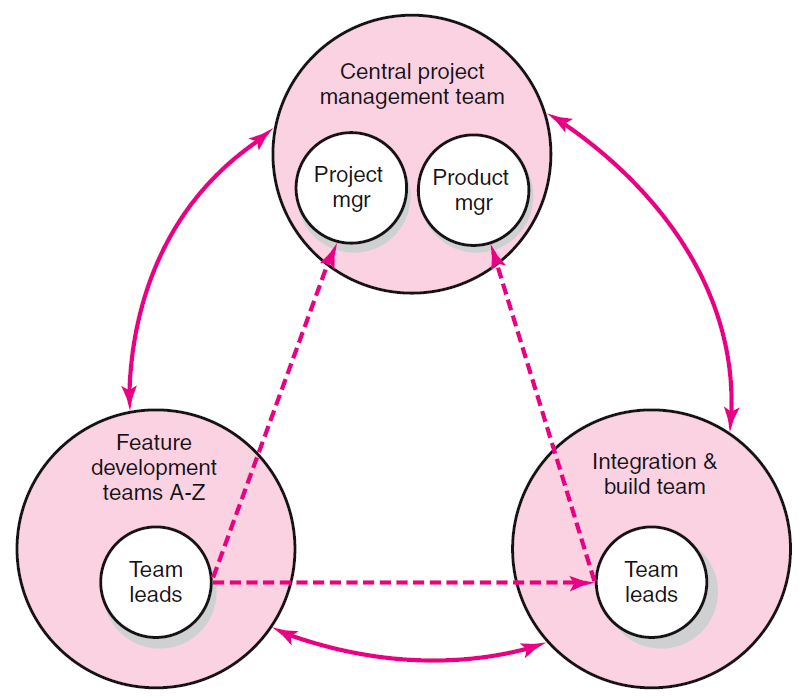 Central project
management team
Project
mgr
Product
mgr
Feature
development
teams A-Z
Team
leads
Integration &
build team
Team
leads